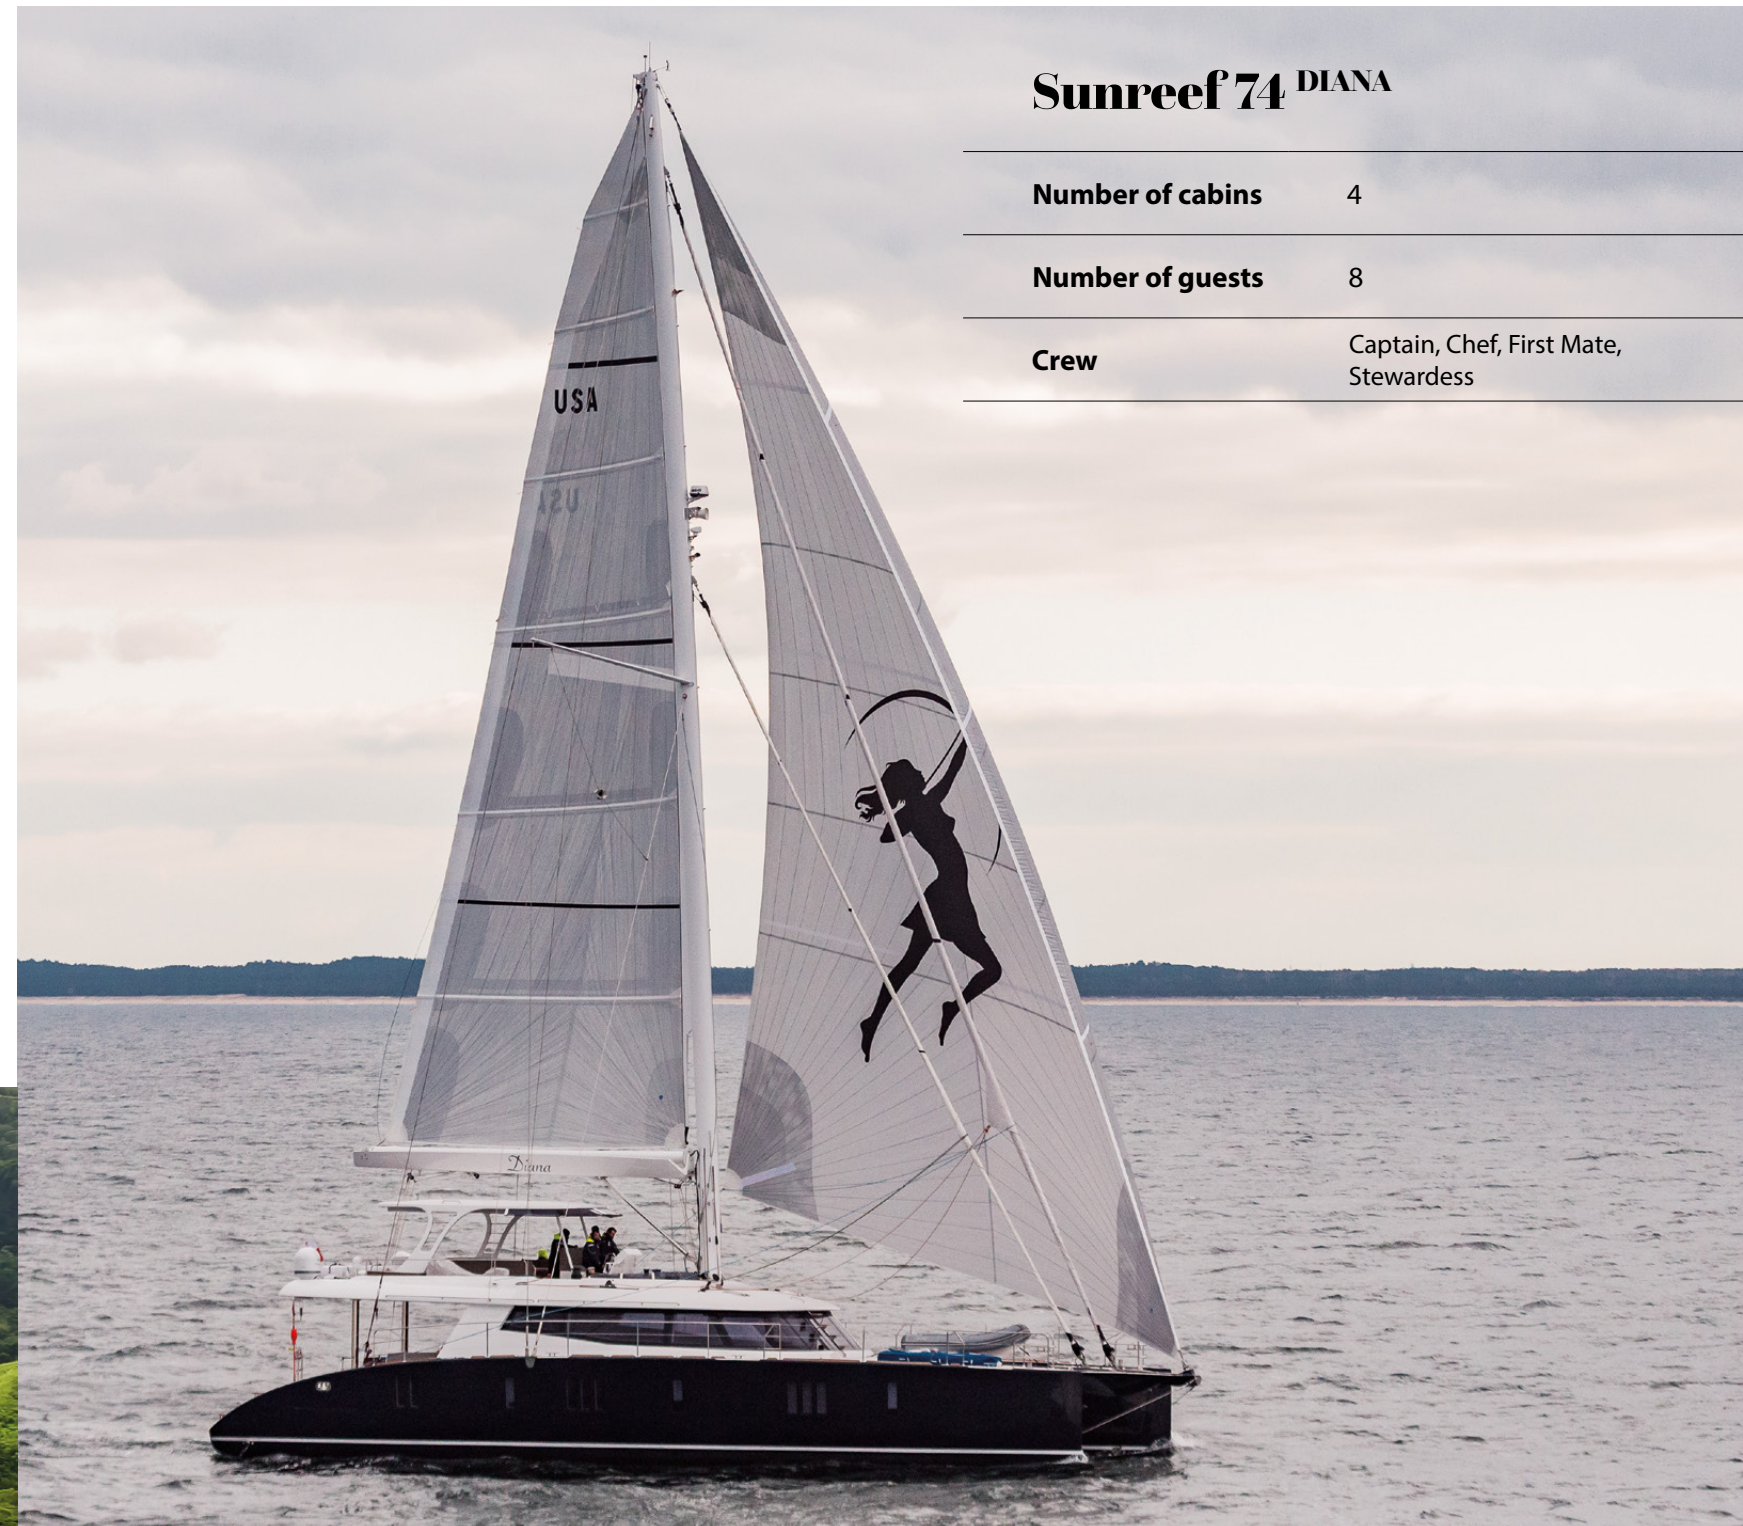 Sunreef 74 DIANA
Number of cabins 4
Number of guests 8
Crew Captain, Chef, First Mate,
Stewardess
USA
USA
Diana